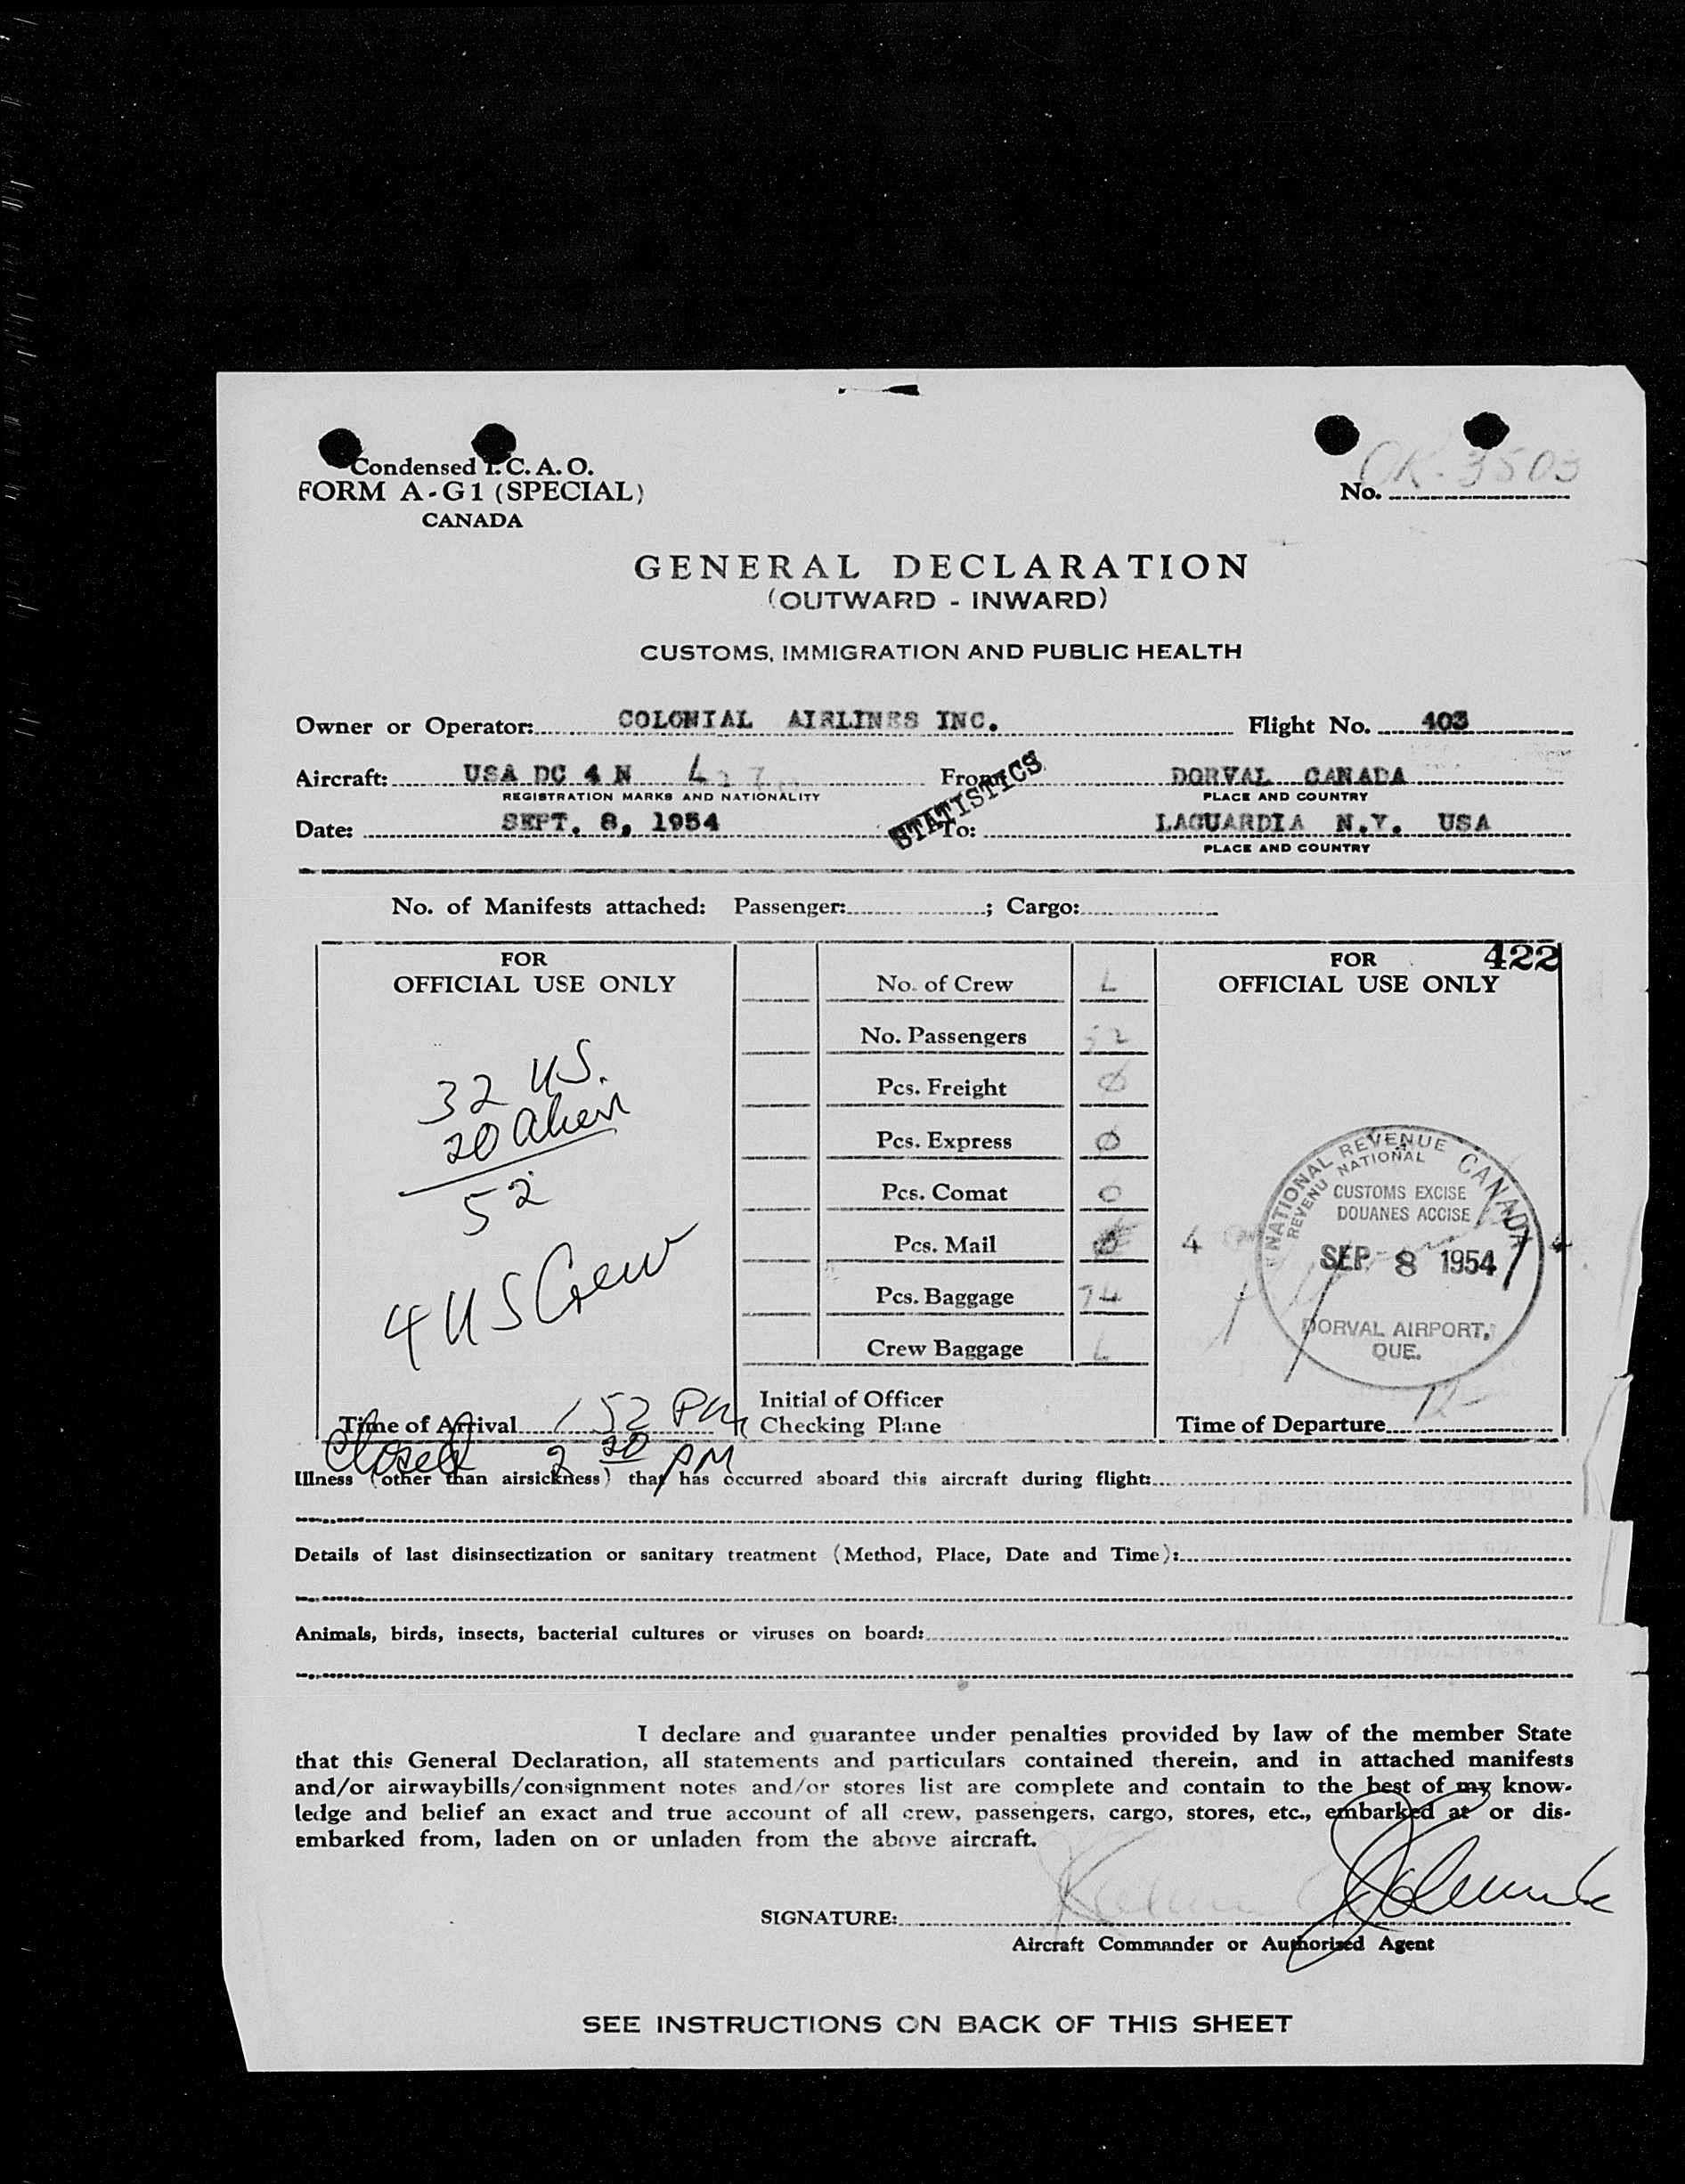 Condensed I. C. A. O.
FORM A-G1 (SPECIAL)
CANADA
No. OK-3503
GENERAL DECLARATION
(OUTWARD - INWARD)
CUSTOMS, IMMIGRATION AND PUBLIC HEALTH
Owner or Operator: COLONIAL AIRLINES INC. Flight No. 403
Aircraft: USA DC 4 N From: DORVAL CANADA
REGISTRATION MARKS AND NATIONALITY PLACE AND COUNTRY
STATISTICS
Date: SEPT. 8, 1954 To: LAGUARDIA N.Y. USA
PLACE AND COUNTRY
No. of Manifests attached: Passenger: ; Cargo:
FOR
OFFICIAL USE ONLY
32 US.
20 alien
52
4 US Crew
Time of Arrival 1 52 PM
Closed 2 20 PM
No. of Crew 4
No. Passengers 52
Pcs. Freight Ø
Pcs. Express Ø
Pcs. Comat 0
Pcs. Mail
Pcs. Baggage 74
Crew Baggage 4
Initial of Officer
Checking Plane
FOR 422
OFFICIAL USE ONLY
NATIONAL REVENUE CANADA
REVENU NATIONAL
CUSTOMS EXCISE
DOUANES ACCISE
SEP - 8 1954
DORVAL AIRPORT,
QUE.
Time of Departure 12-
Illness (other than airsickness) that has occurred aboard this aircraft during flight:
Details of last disinsectization or sanitary treatment (Method, Place, Date and Time):
Animals, birds, insects, bacterial cultures or viruses on board:
I declare and guarantee under penalties provided by law of the member State
that this General Declaration, all statements and particulars contained therein, and in attached manifests
and/or airwaybills/consignment notes and/or stores list are complete and contain to the best of my know-
ledge and belief an exact and true account of all crew, passengers, cargo, stores, etc., embarked at or dis-
embarked from, laden on or unladen from the above aircraft.
SIGNATURE:
Aircraft Commander or Authorized Agent
SEE INSTRUCTIONS ON BACK OF THIS SHEET